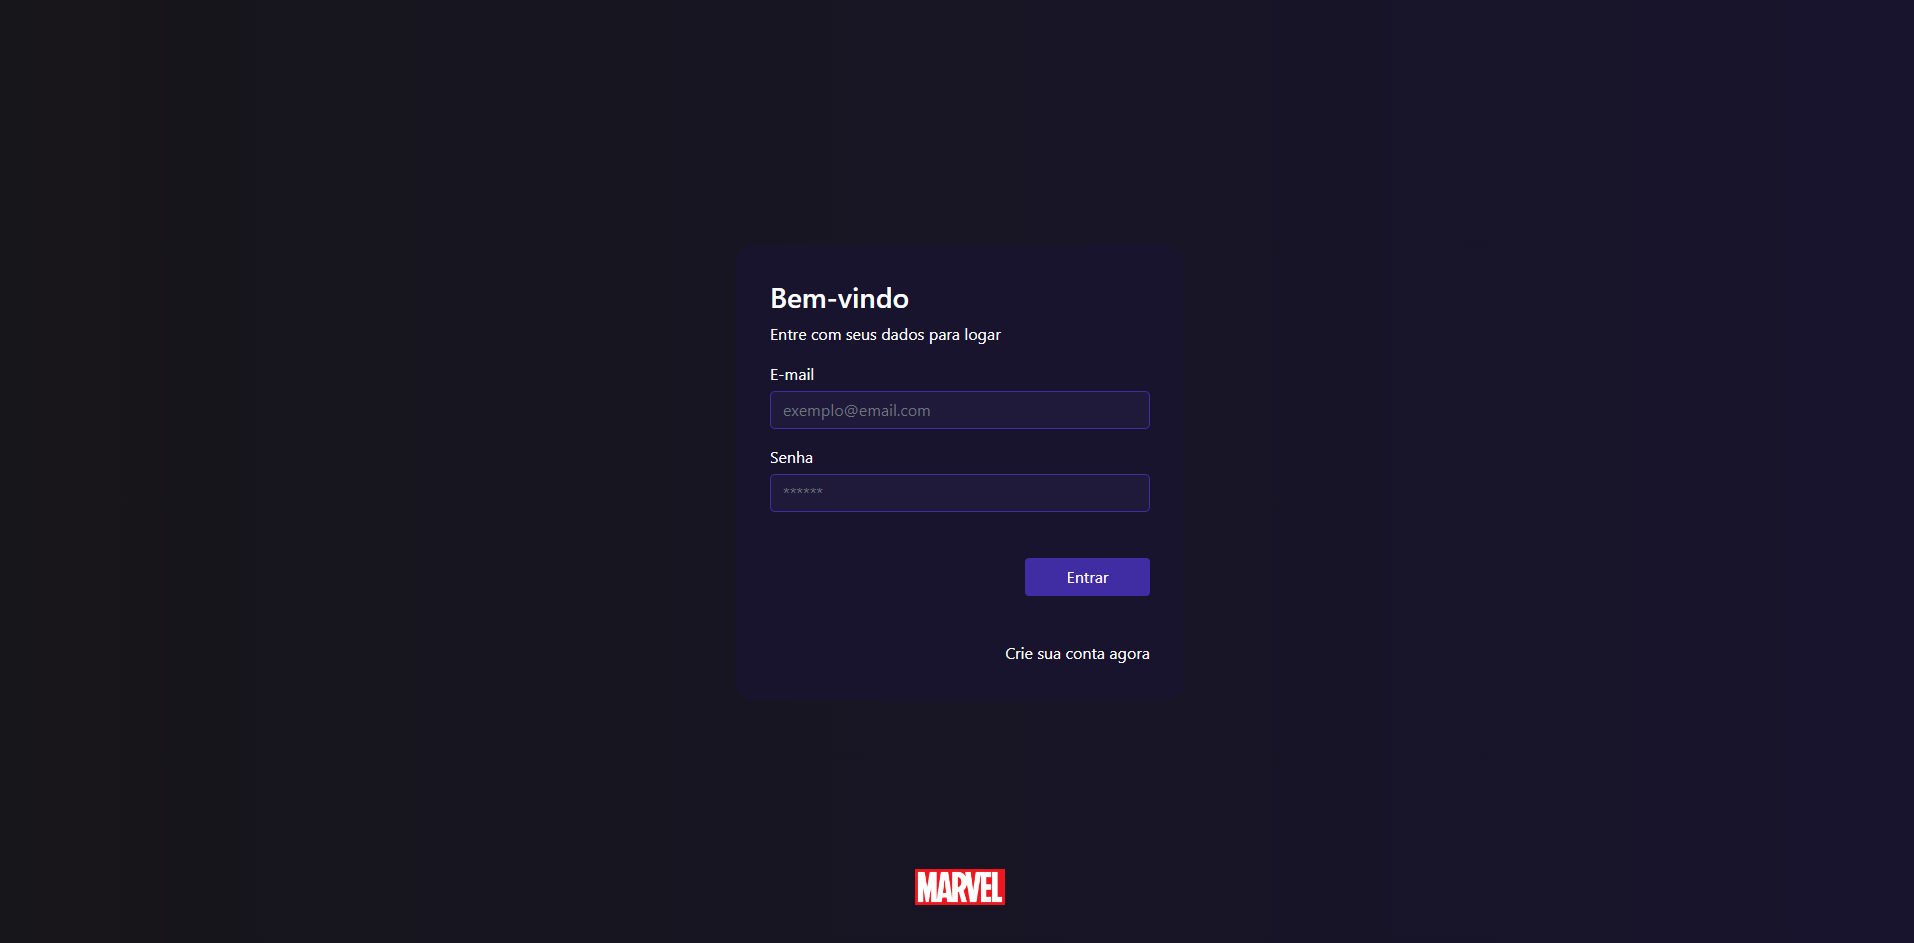 Bem-vindo
Entre com seus dados para logar
E-mail
exemplo@email.com
Senha
******
Entrar
Crie sua conta agora
MARVEL